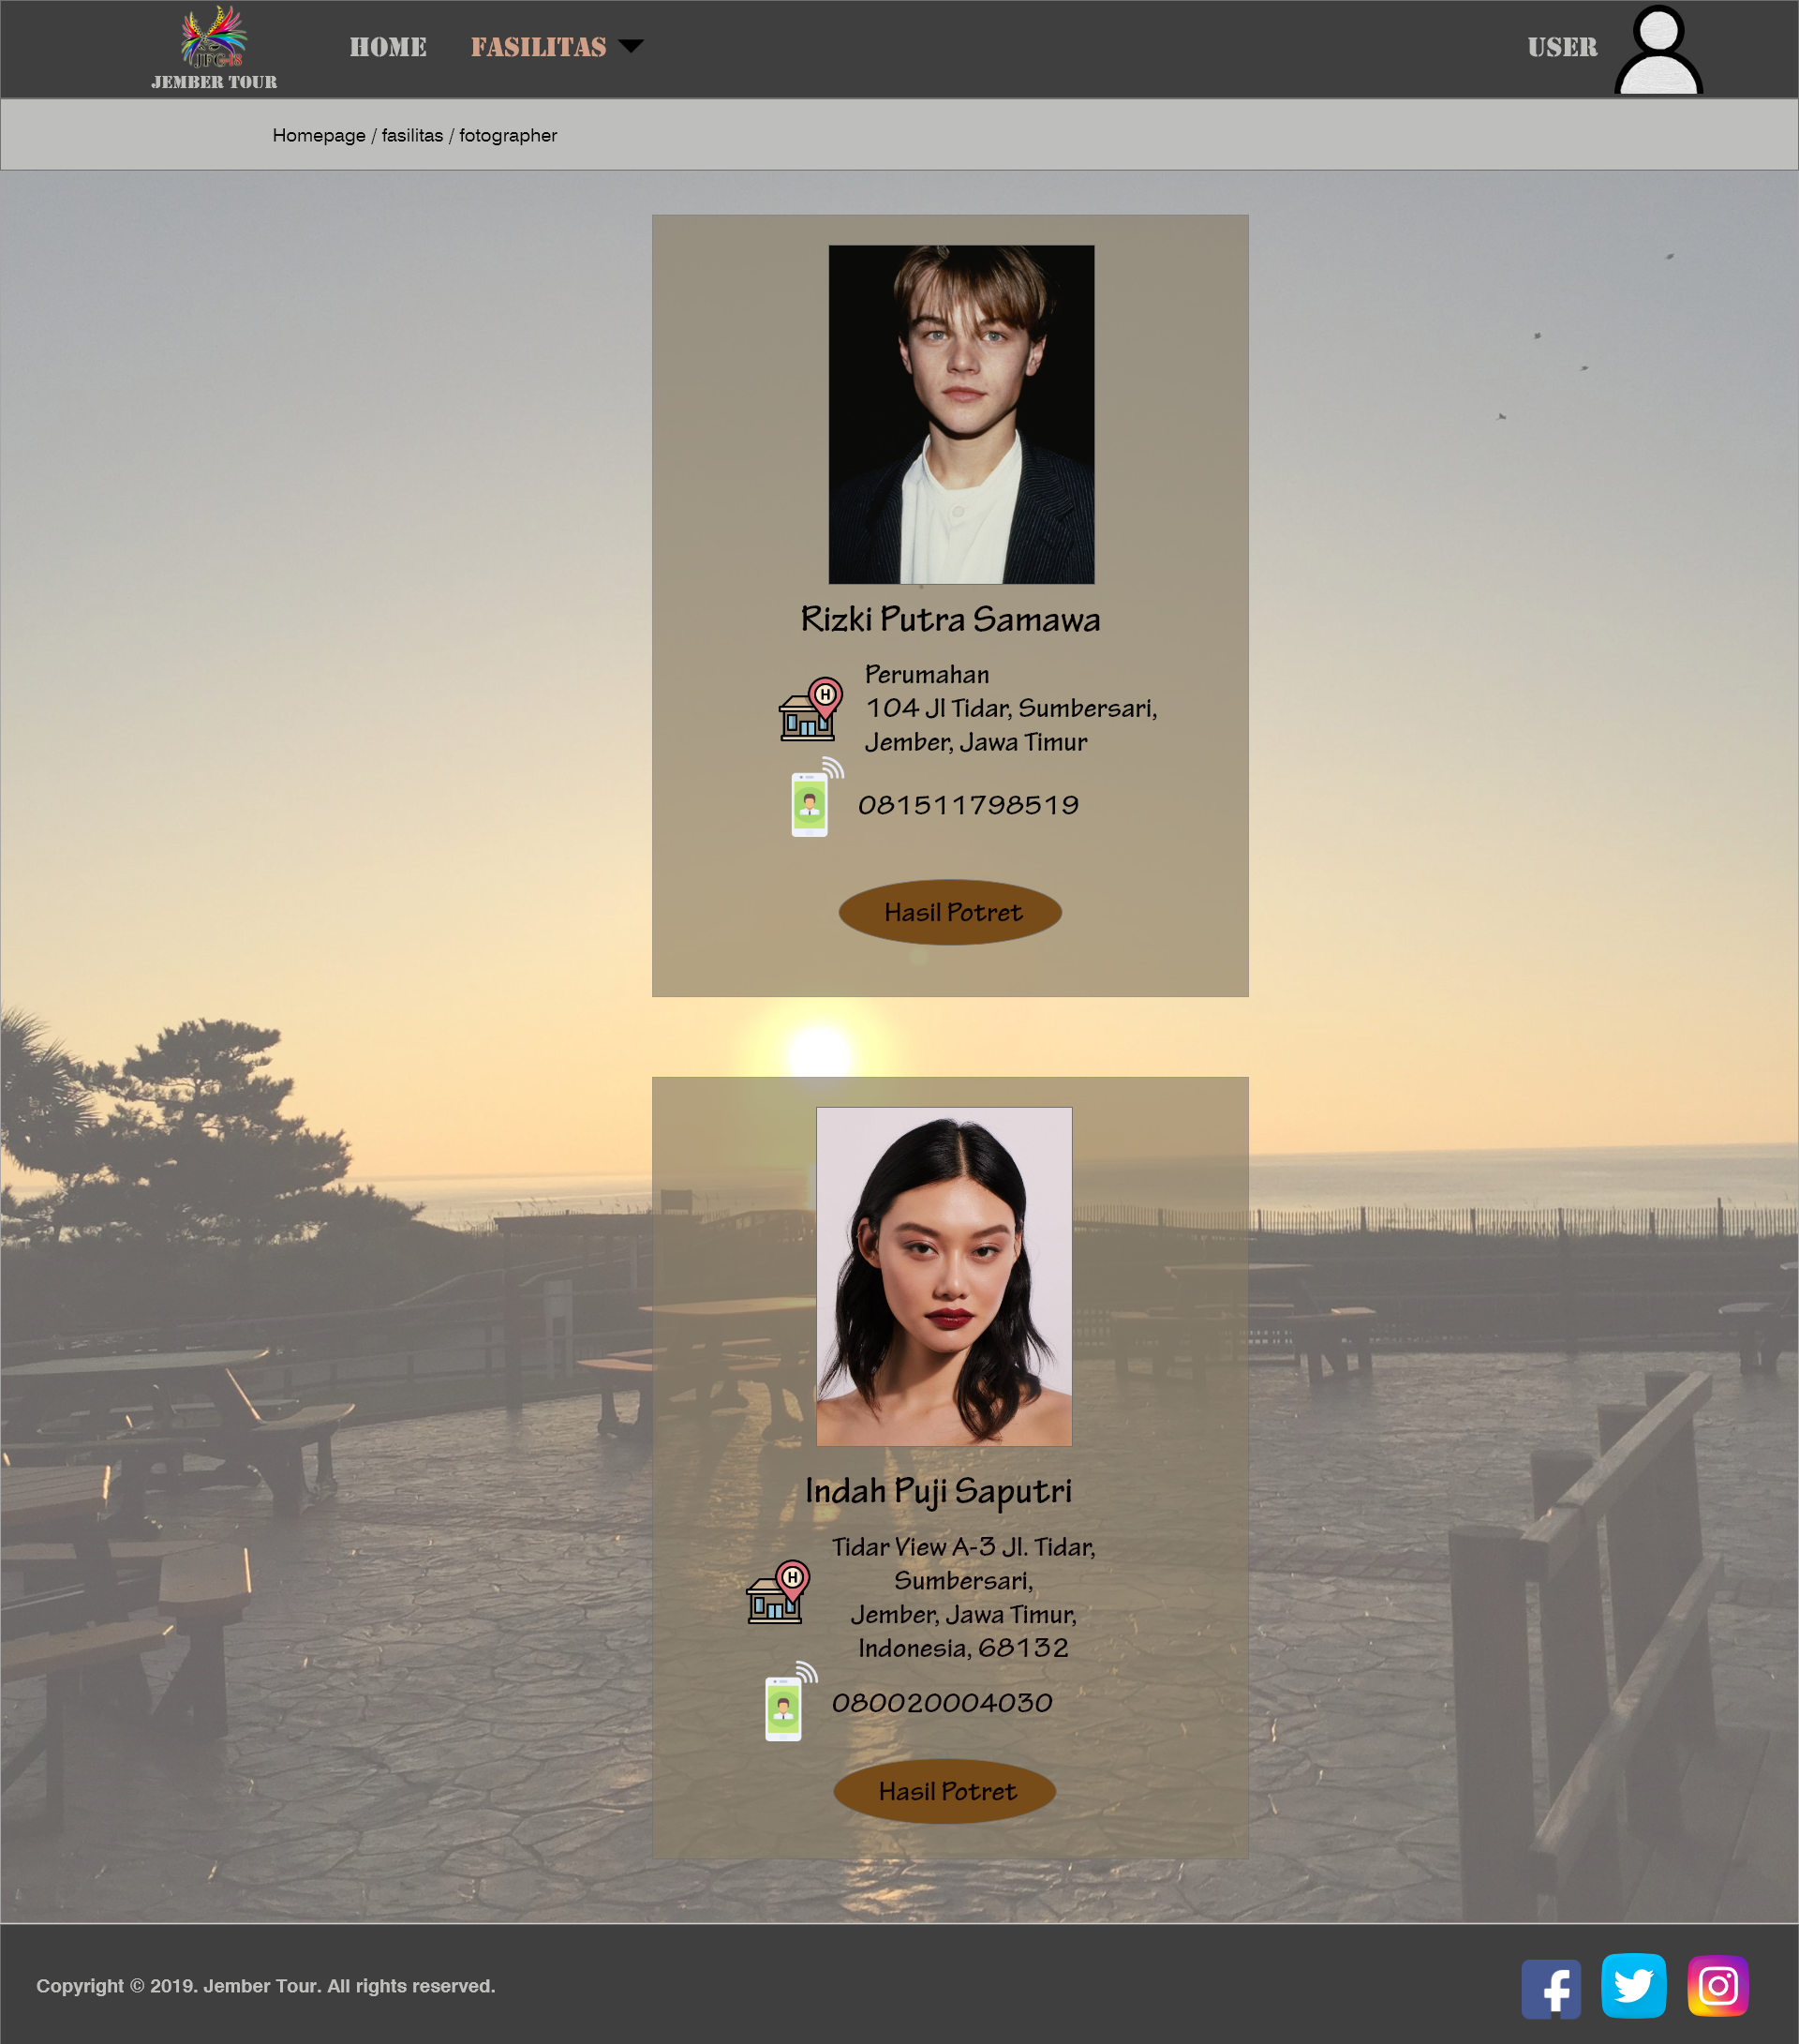 JFC-18
JEMBER TOUR
HOME
FASILITAS
USER
Homepage / fasilitas / fotographer
Rizki Putra Samawa
H
Perumahan
104 Jl Tidar, Sumbersari,
Jember, Jawa Timur
081511798519
Hasil Potret
Indah Puji Saputri
H
Tidar View A-3 Jl. Tidar,
Sumbersari,
Jember, Jawa Timur,
Indonesia, 68132
080020004030
Hasil Potret
Copyright © 2019. Jember Tour. All rights reserved.